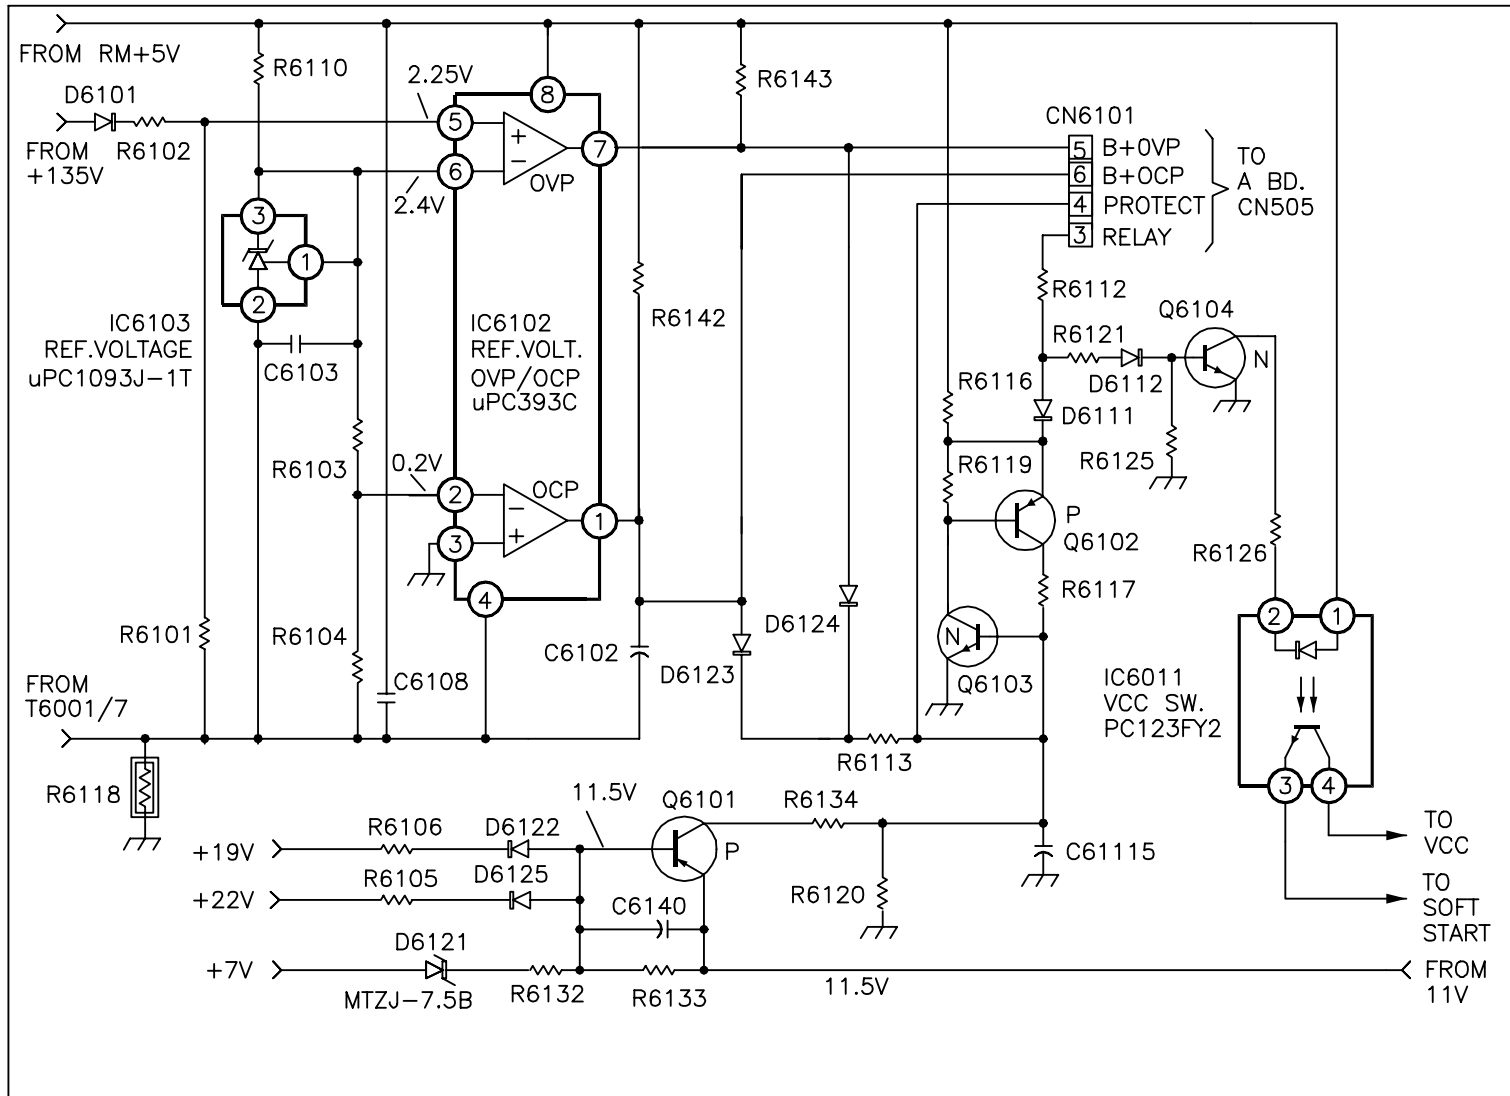 FROM RM+5V
R6110
2.25V
8
R6143
D6101
5
+
-
7
OVP
R6102
FROM
+135V
6
2.4V
CN6101
5 B+OVP
6 B+OCP
4 PROTECT
3 RELAY
TO
A BD.
CN505
3
1
2
IC6103
REF.VOLTAGE
uPC1093J-1T
C6103
IC6102
REF.VOLT.
OVP/OCP
uPC393C
R6142
R6112
Q6104
N
R6121
D6112
R6116
D6111
R6125
R6103
0.2V
2
OCP
-
+
3
1
4
R6119
P
Q6102
R6126
R6117
R6101
R6104
C6102
D6123
D6124
N
Q6103
2
1
IC6011
VCC SW.
PC123FY2
3
4
C6108
FROM
T6001/7
R6113
R6118
11.5V
Q6101
P
R6134
C61115
TO
VCC
+19V
R6106
D6122
+22V
R6105
D6125
C6140
R6120
TO
SOFT
START
+7V
D6121
MTZJ-7.5B
R6132
R6133
11.5V
FROM
11V